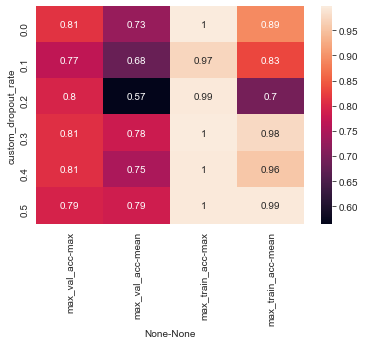 custom_dropout_rate
0.0 0.81 0.73 1 0.89
0.1 0.77 0.68 0.97 0.83
0.2 0.8 0.57 0.99 0.7
0.3 0.81 0.78 1 0.98
0.4 0.81 0.75 1 0.96
0.5 0.79 0.79 1 0.99
max_val_acc-max
max_val_acc-mean
max_train_acc-max
max_train_acc-mean
None-None
0.95
0.90
0.85
0.80
0.75
0.70
0.65
0.60